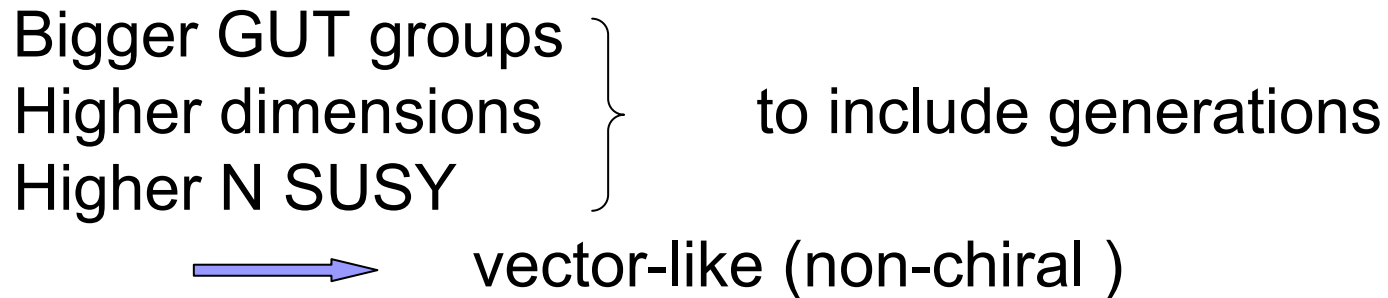 Bigger GUT groups
Higher dimensions to include generations
Higher N SUSY
vector-like (non-chiral )